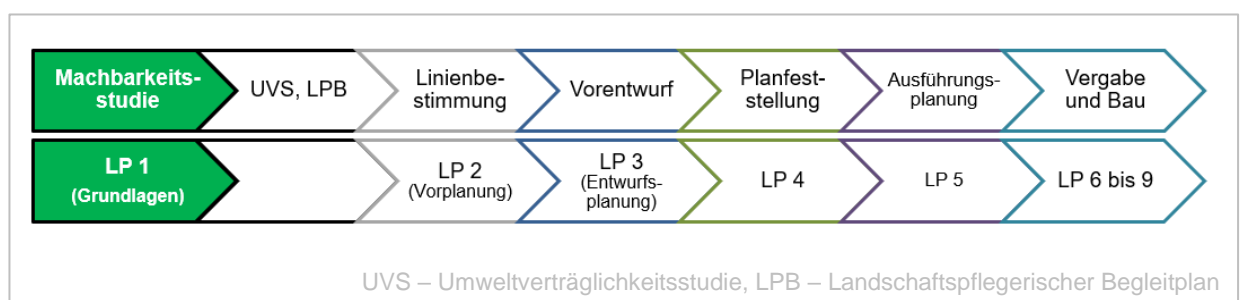 Machbarkeits-
studie
UVS, LPB
Linienbe-
stimmung
Vorentwurf
Planfest-
stellung
Ausführungs-
planung
Vergabe
und Bau
LP 1
(Grundlagen)
LP 2
(Vorplanung)
LP 3
(Entwurfs-
planung)
LP 4
LP 5
LP 6 bis 9
UVS – Umweltverträglichkeitsstudie, LPB – Landschaftspflegerischer Begleitplan